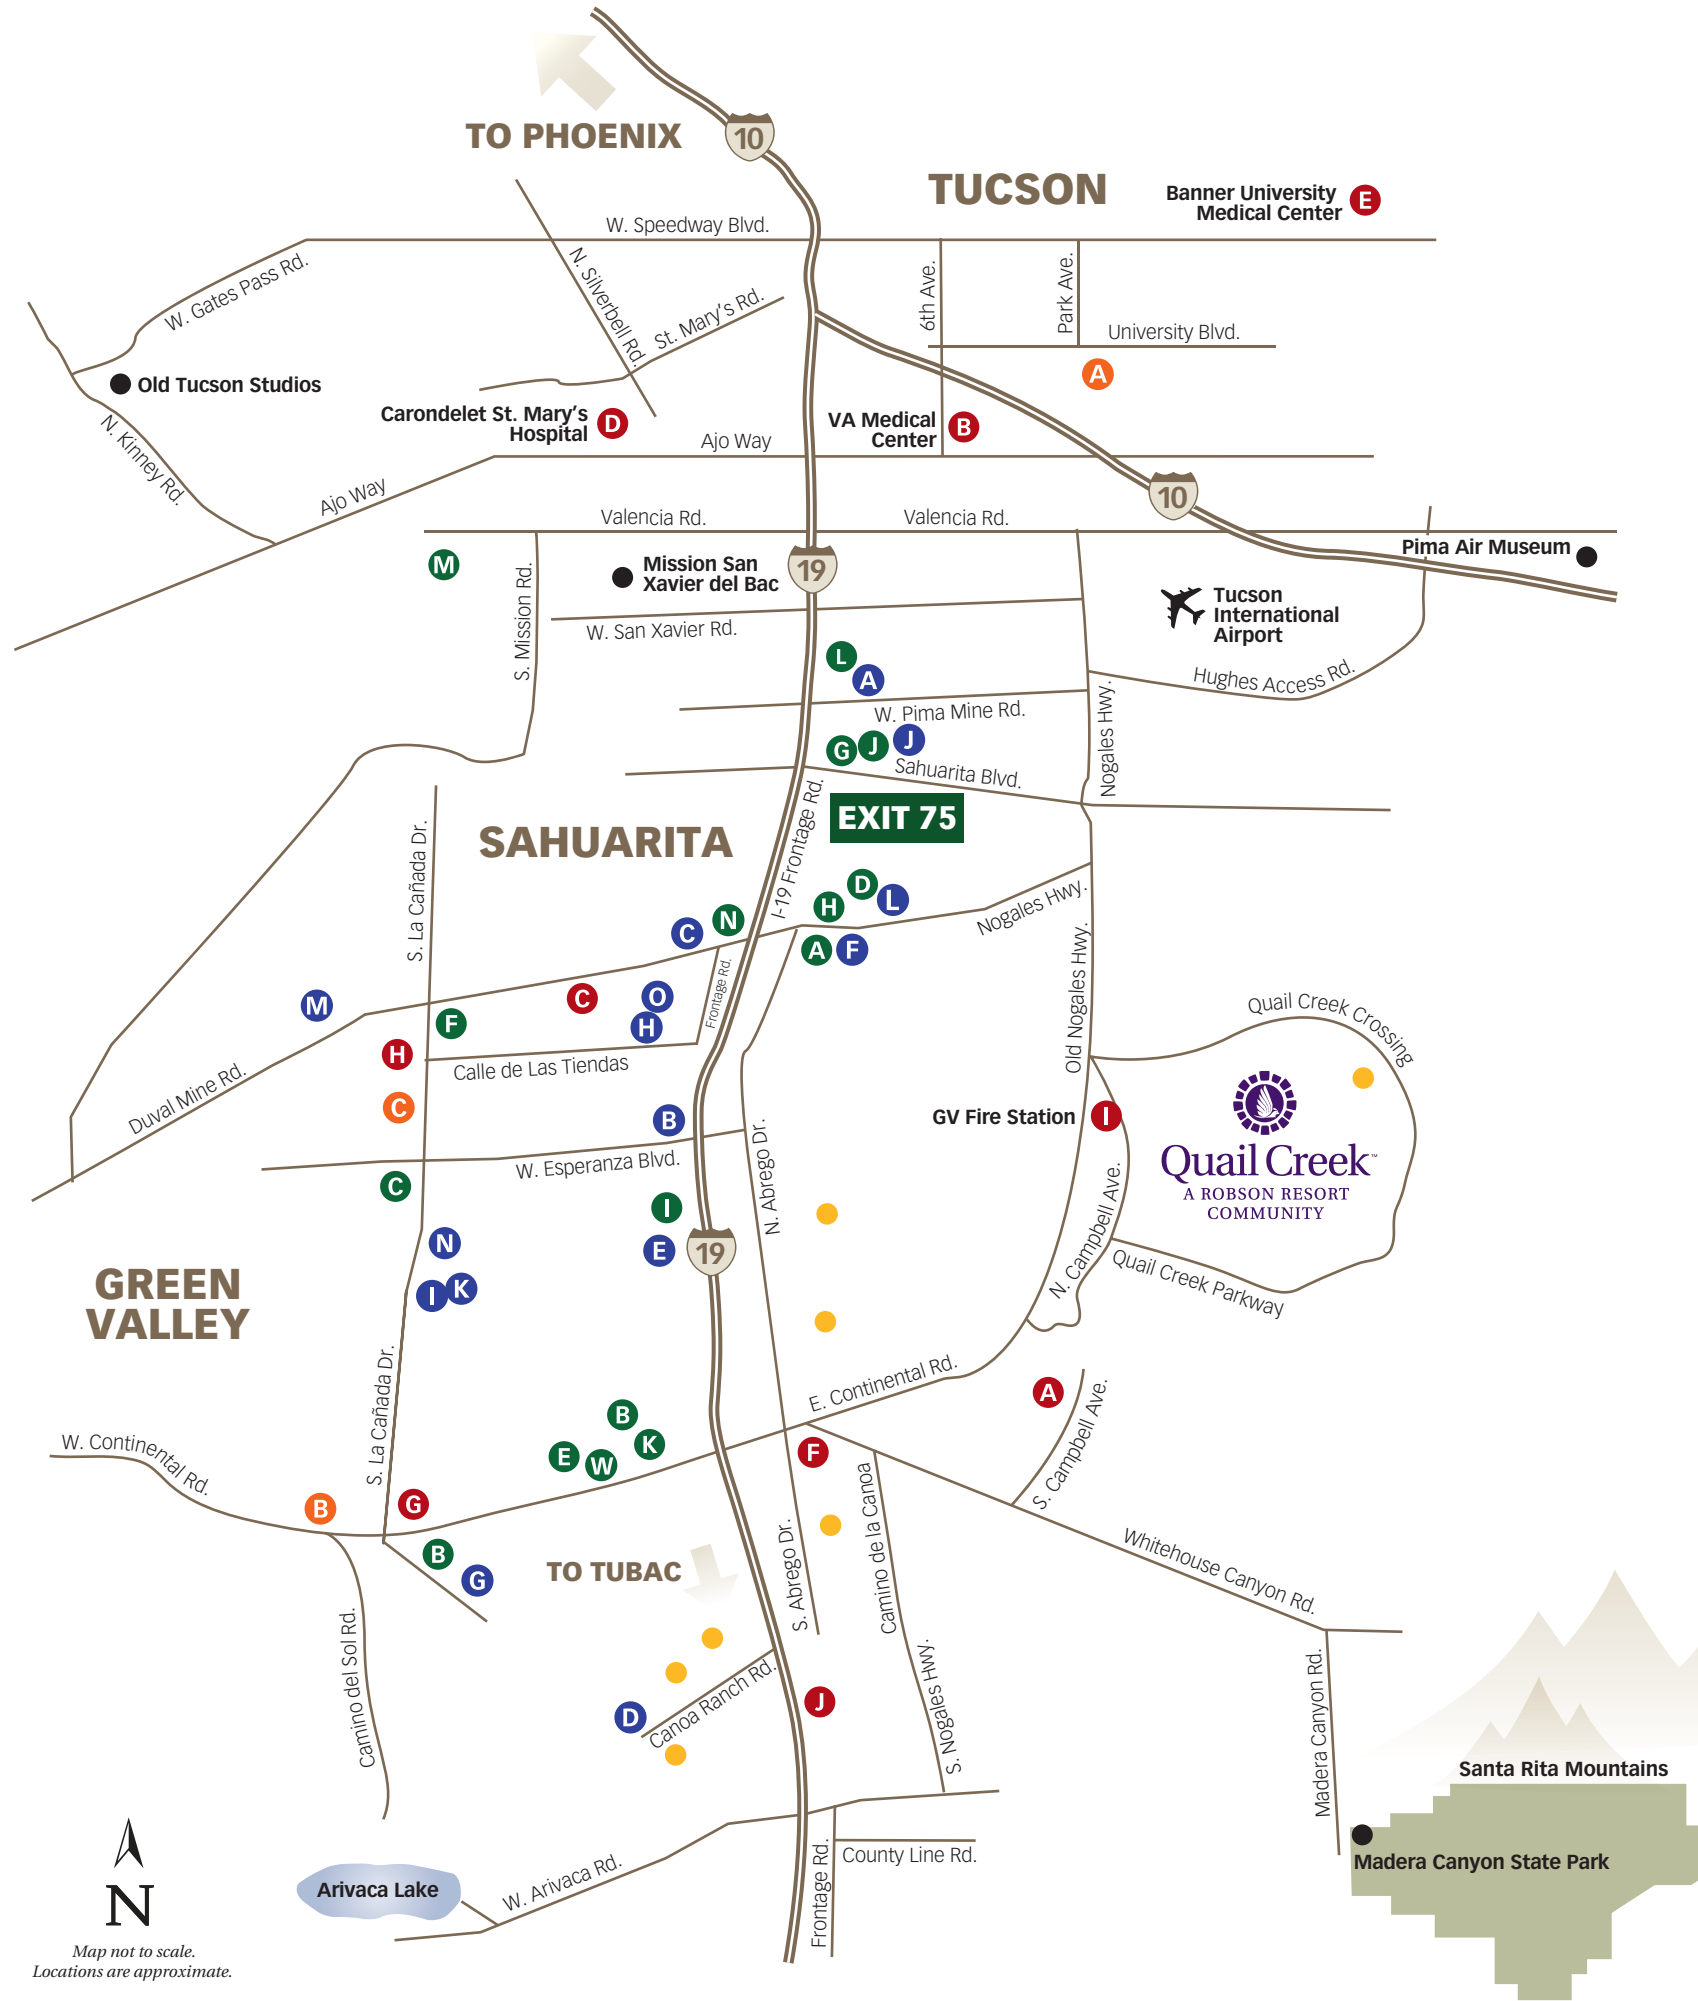 10
TO PHOENIX
TUCSON
Banner University
Medical Center
E
W. Speedway Blvd.
W. Gates Pass Rd.
N. Silverbell Rd.
St. Mary's Rd.
6th Ave.
Park Ave.
University Blvd.
A
Old Tucson Studios
Carondelet St. Mary's
Hospital
D
VA Medical
Center
B
N. Kinney Rd.
Ajo Way
Ajo Way
10
Valencia Rd.
Valencia Rd.
Pima Air Museum
M
S. Mission Rd.
Mission San
Xavier del Bac
19
Tucson
International
Airport
W. San Xavier Rd.
L
A
Hughes Access Rd.
W. Pima Mine Rd.
Nogales Hwy.
G
J
J
Sahuarita Blvd.
I-19 Frontage Rd.
EXIT 75
SAHUARITA
S. La Cañada Dr.
D
H
L
Nogales Hwy.
C
N
A
F
Old Nogales Hwy.
M
C
O
H
Frontage Rd.
F
H
Calle de Las Tiendas
Duval Mine Rd.
C
B
Quail Creek Crossing
GV Fire Station
I
Quail Creek™
A ROBSON RESORT
COMMUNITY
W. Esperanza Blvd.
N. Abrego Dr.
C
I
N
E
19
N. Campbell Ave.
Quail Creek Parkway
GREEN
VALLEY
I
K
S. La Cañada Dr.
E. Continental Rd.
A
S. Campbell Ave.
B
K
E
W
F
W. Continental Rd.
B
G
B
G
TO TUBAC
S. Abrego Dr.
Camino de la Canoa
Whitehouse Canyon Rd.
Camino del Sol Rd.
S. Nogales Hwy.
Madera Canyon Rd.
D
Canoa Ranch Rd.
J
Santa Rita Mountains
Madera Canyon State Park
County Line Rd.
Frontage Rd.
W. Arivaca Rd.
Arivaca Lake
N
Map not to scale.
Locations are approximate.